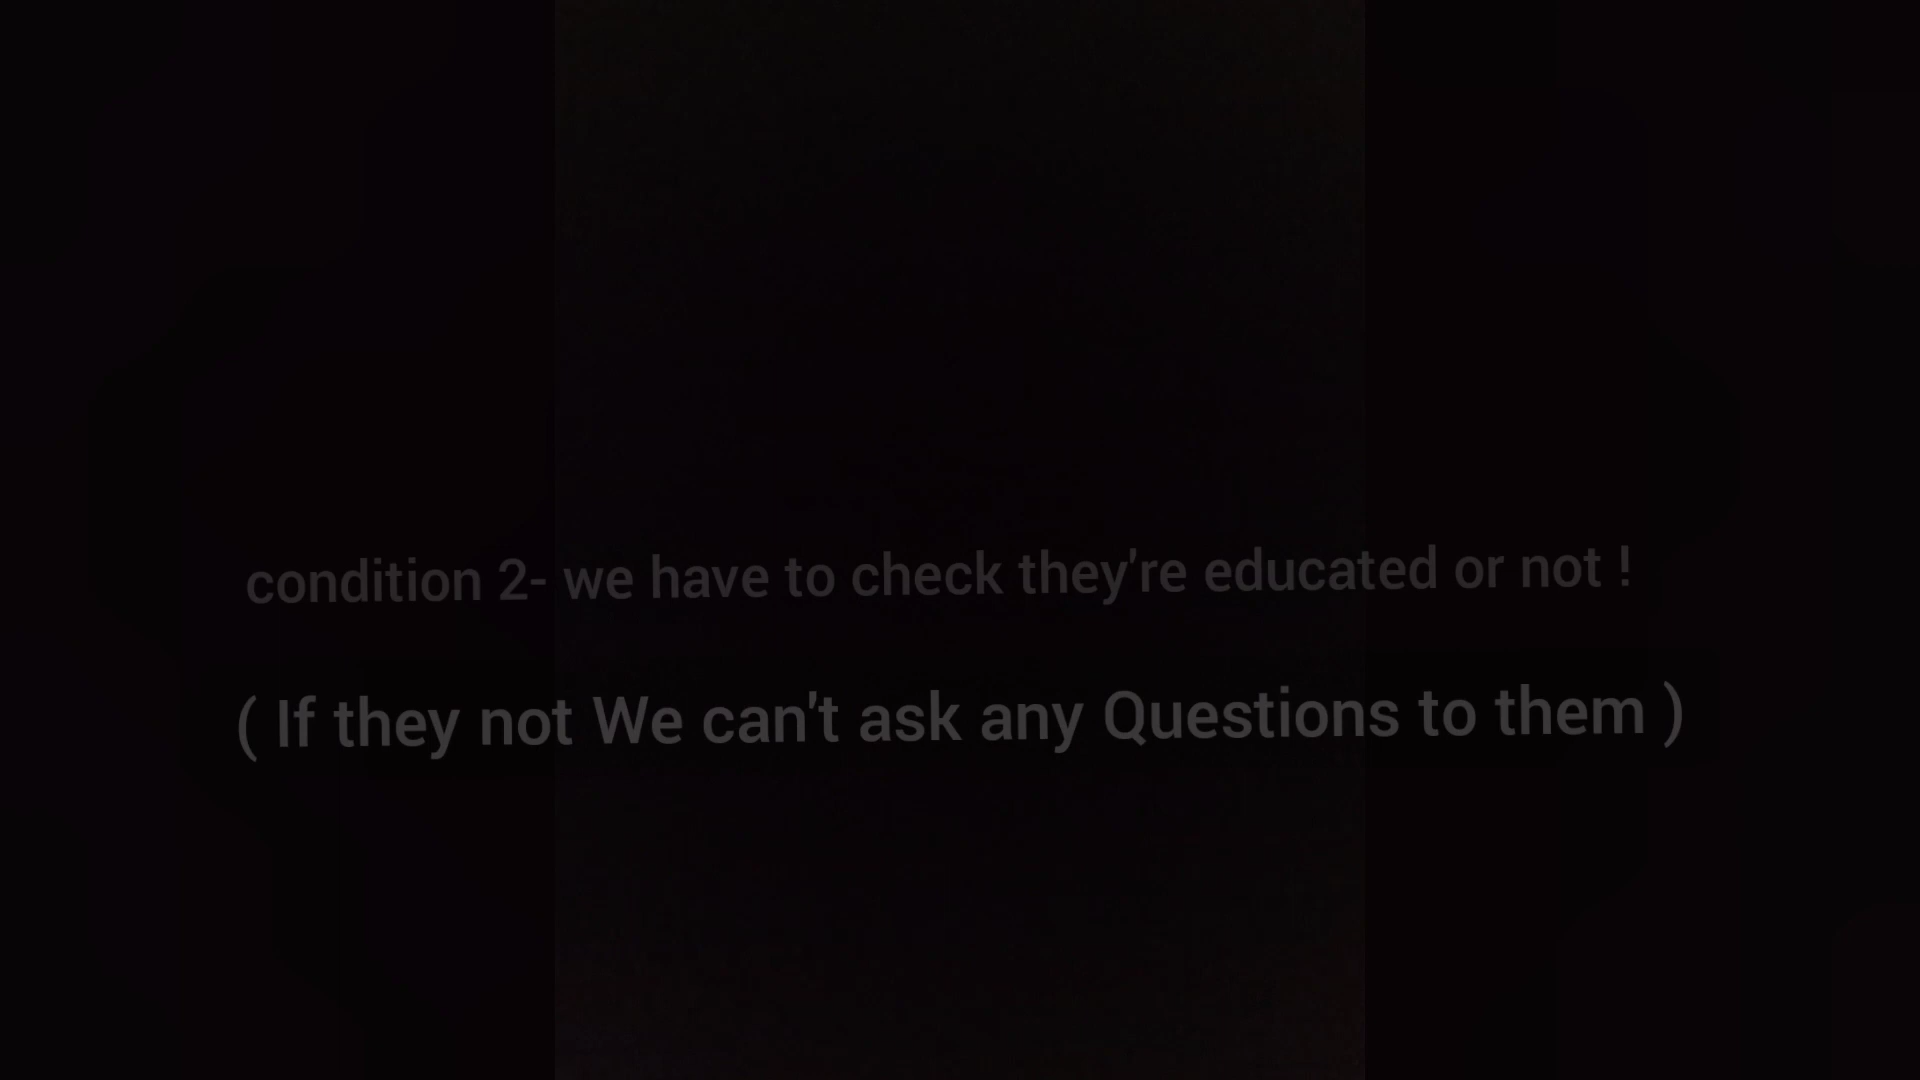 condition 2- we have to check they're educated or not !
( If they not We can't ask any Questions to them )